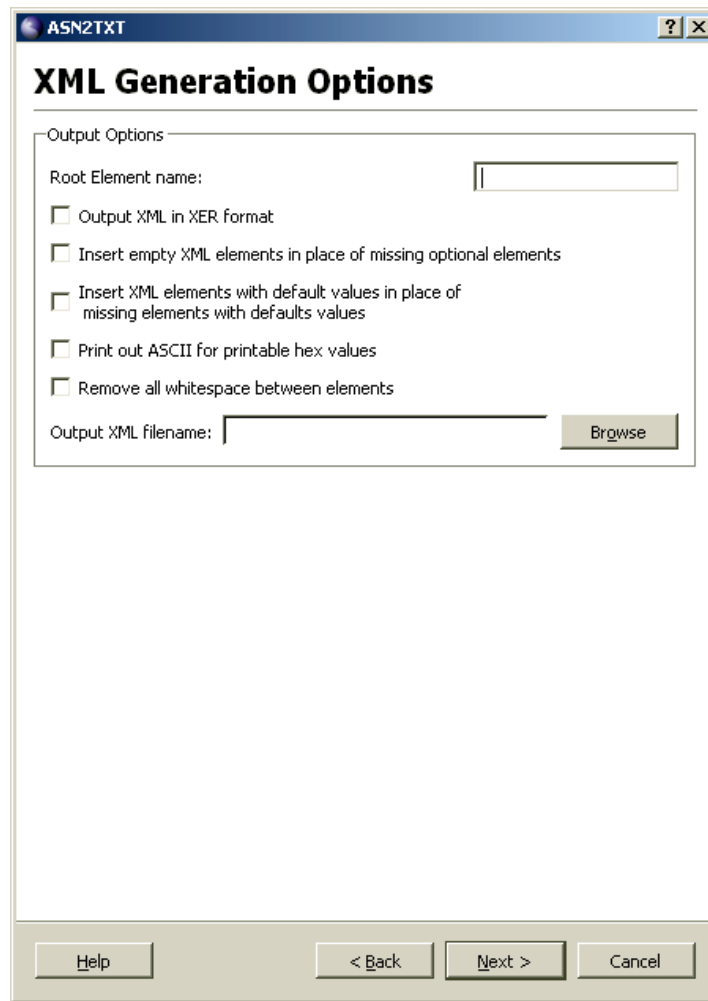 ASN2TXT
XML Generation Options
Output Options
Root Element name:
Output XML in XER format
Insert empty XML elements in place of missing optional elements
Insert XML elements with default values in place of
missing elements with defaults values
Print out ASCII for printable hex values
Remove all whitespace between elements
Output XML filename: Browse
Help < Back Next > Cancel